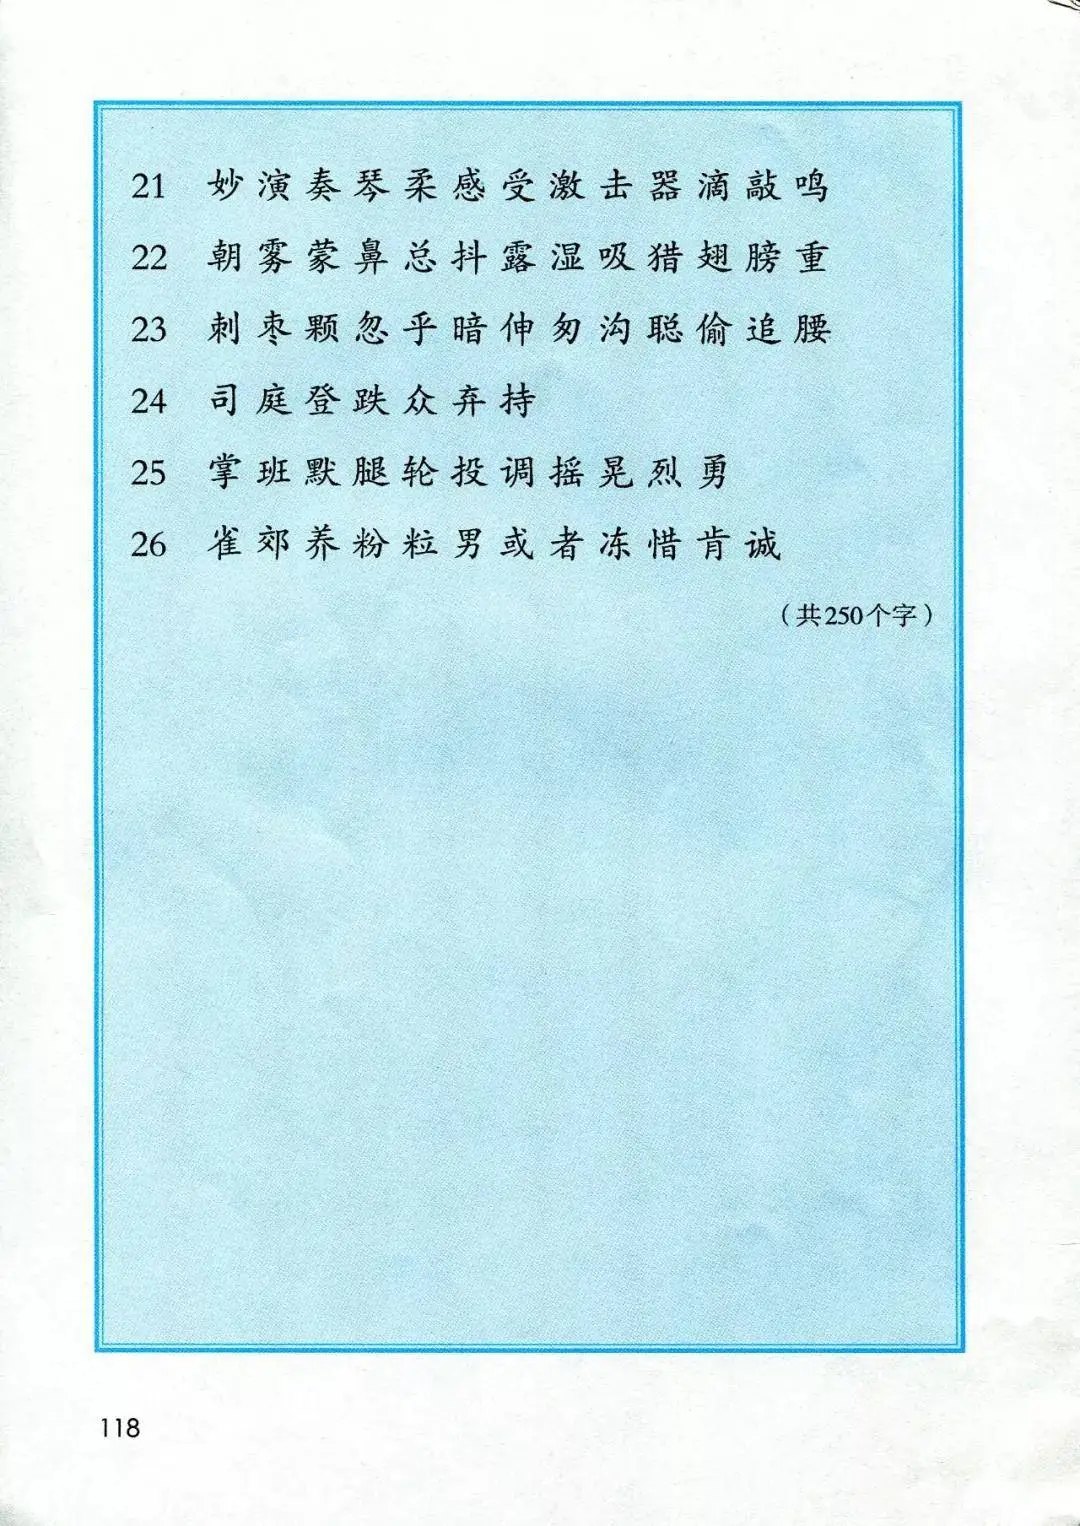 21 妙 演 奏 琴 柔 感 受 激 击 器 滴 敲 鸣
22 朝 雾 蒙 鼻 总 抖 露 湿 吸 猎 翅 膀 重
23 刺 枣 颗 忽 乎 暗 伸 匆 沟 聪 偷 追 腰
24 司 庭 登 跌 众 弃 持
25 掌 班 默 腿 轮 投 调 摇 晃 烈 勇
26 雀 郊 养 粉 粒 男 或 者 冻 惜 肯 诚
（共250个字）
118